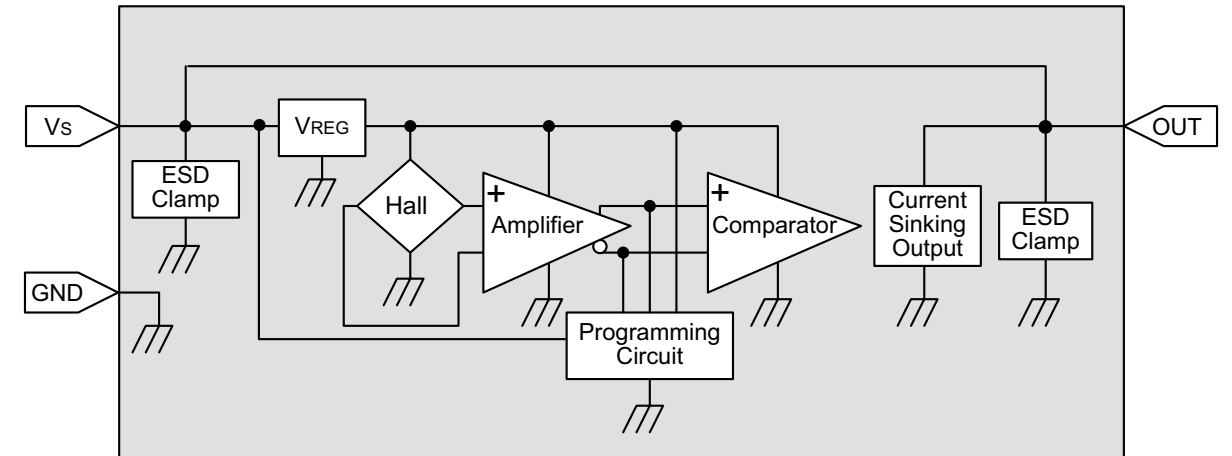 Vs
VREG
ESD
Clamp
Hall
+
Amplifier
+
Comparator
Current
Sinking
Output
ESD
Clamp
OUT
GND
Programming
Circuit